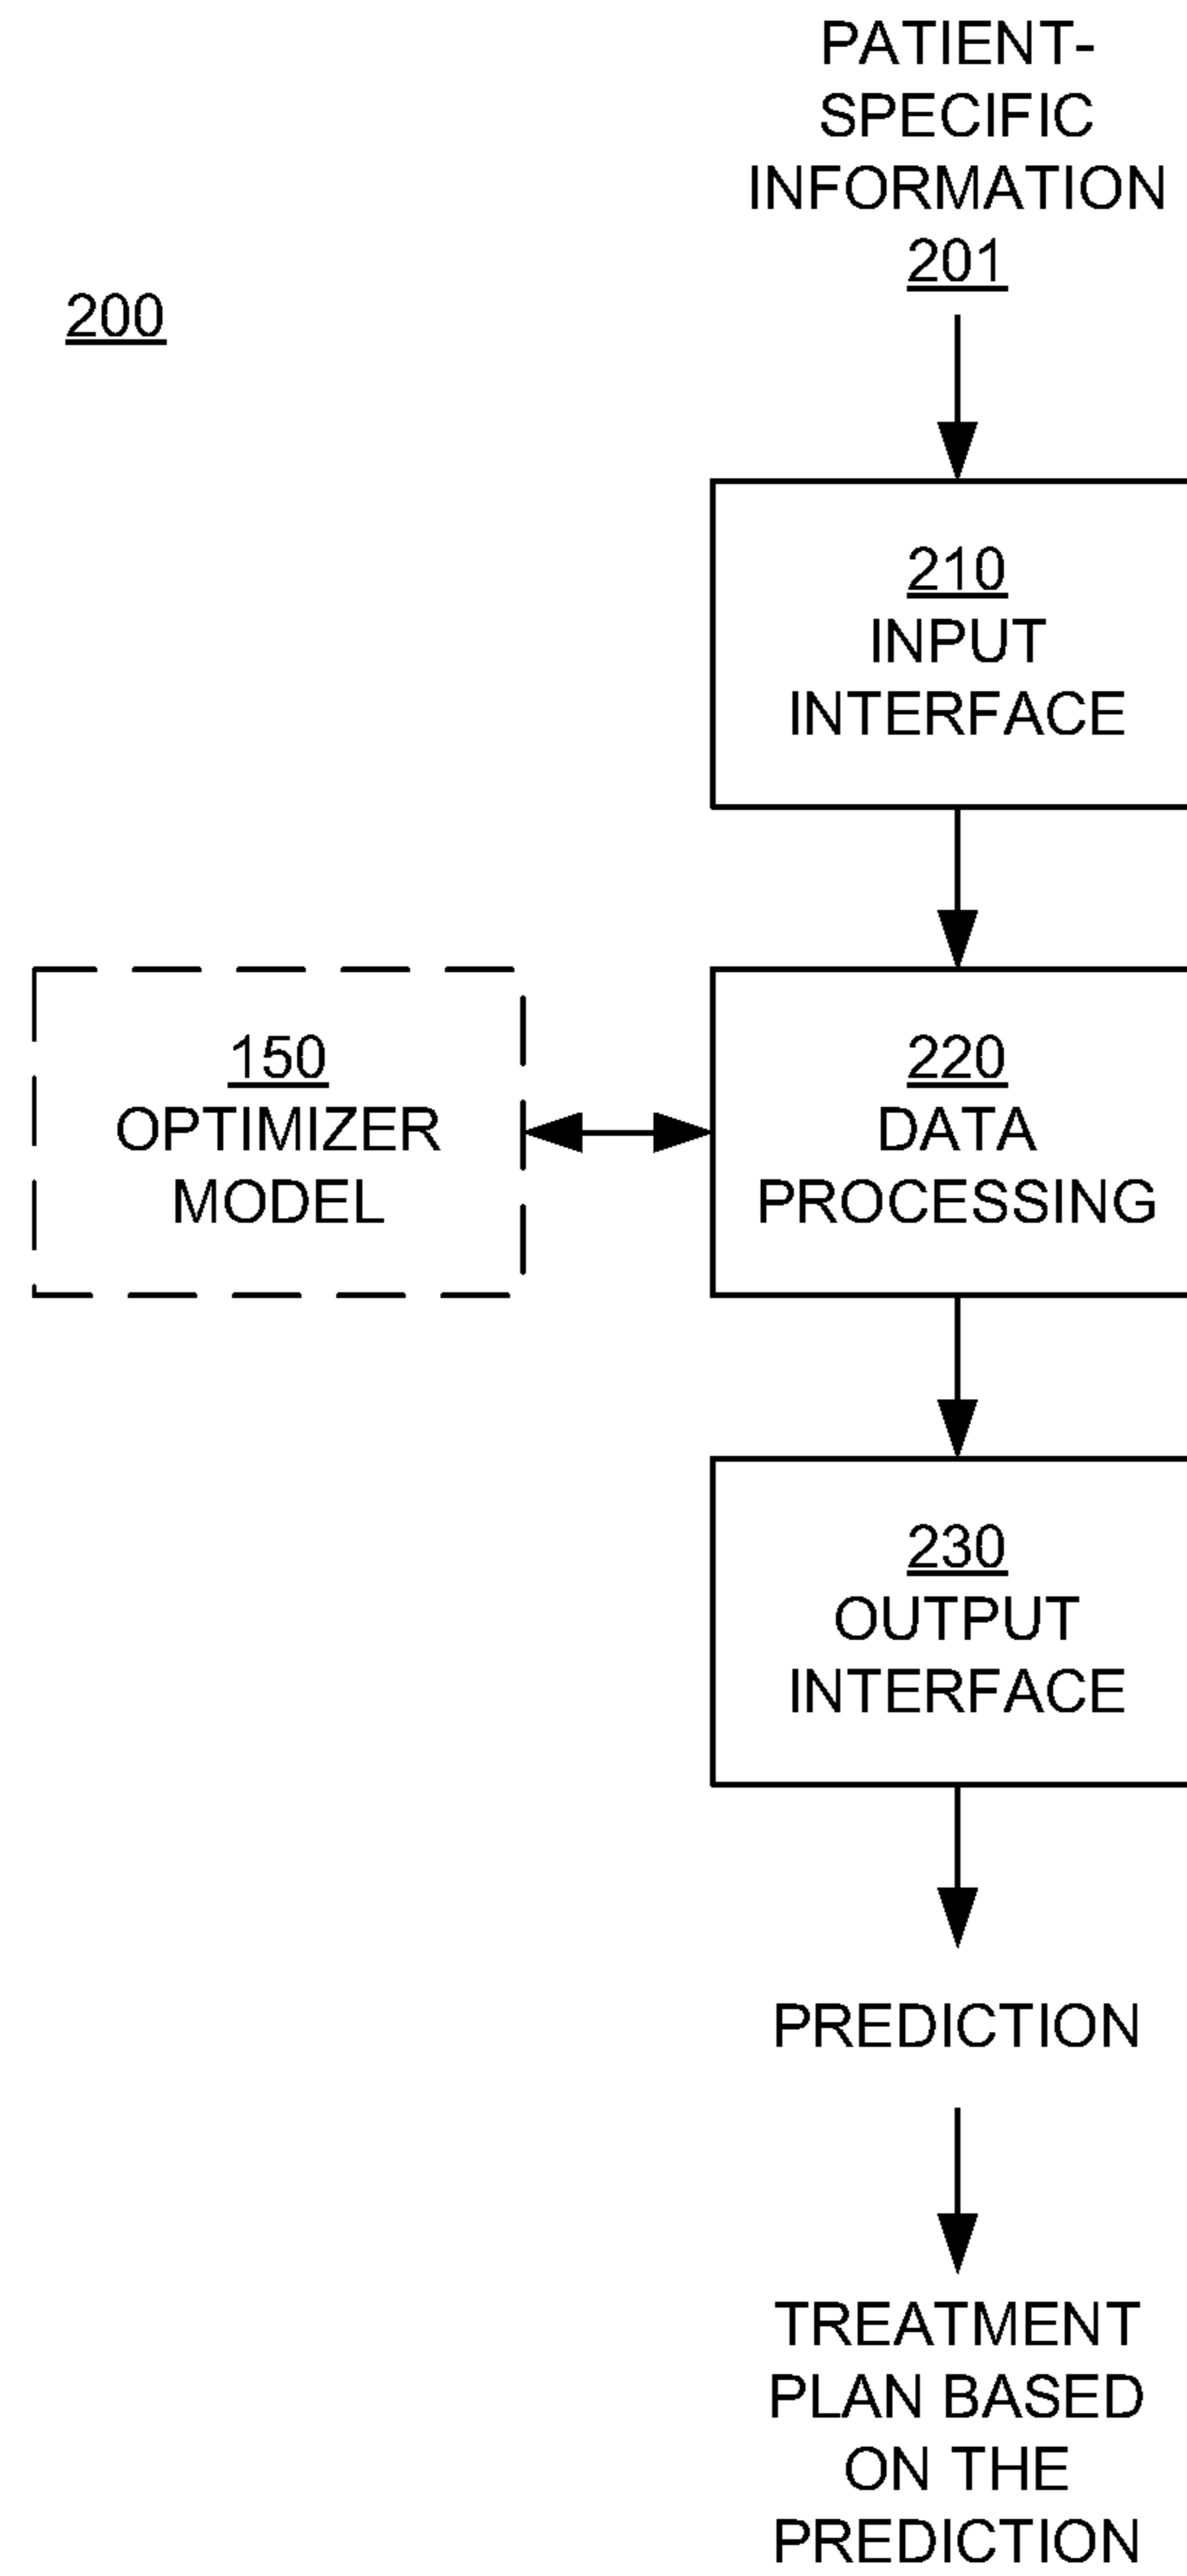 PATIENT-
SPECIFIC
INFORMATION
201
200
210
INPUT
INTERFACE
150
OPTIMIZER
MODEL
220
DATA
PROCESSING
230
OUTPUT
INTERFACE
PREDICTION
TREATMENT
PLAN BASED
ON THE
PREDICTION